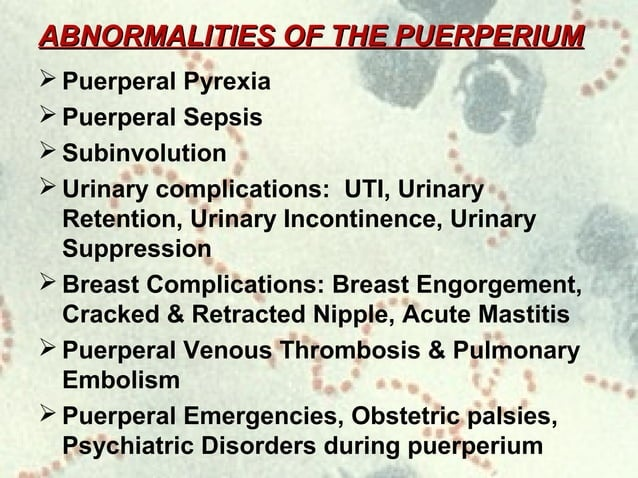 ABNORMALITIES OF THE PUERPERIUM
➢ Puerperal Pyrexia
➢ Puerperal Sepsis
➢ Subinvolution
➢ Urinary complications:  UTI, Urinary
Retention, Urinary Incontinence, Urinary
Suppression
➢ Breast Complications: Breast Engorgement,
Cracked & Retracted Nipple, Acute Mastitis
➢ Puerperal Venous Thrombosis & Pulmonary
Embolism
➢ Puerperal Emergencies, Obstetric palsies,
Psychiatric Disorders during puerperium